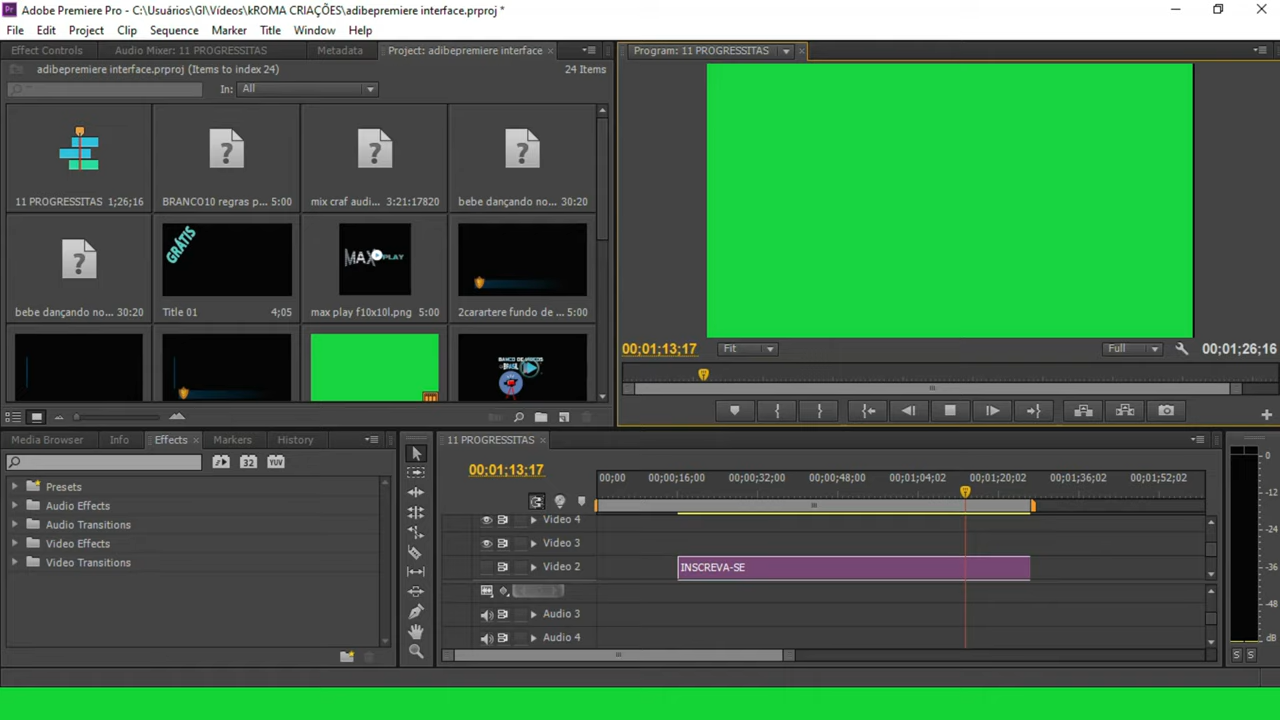 Adobe Premiere Pro - C:\Usuários\GI\Vídeos\kROMA CRIAÇÕES\adibepremiere interface.prproj *
File Edit Project Clip Sequence Marker Title Window Help
Effect Controls Audio Mixer: 11 PROGRESSITAS Metadata Project: adibepremiere interface
Program: 11 PROGRESSITAS
adibepremiere interface.prproj (Items to index 24) 24 Items
In: All
11 PROGRESSITAS 1;26;16 BRANCO10 regras p... 5:00 mix craf audi... 3:21:17820 bebe dançando no... 30:20
GRÁTIS
MAX PLAY
bebe dançando no... 30:20 Title 01 4;05 max play f10x10l.png 5:00 2carartere fundo de ... 5:00
BANCO DE VIDEOS
BRASIL
00;01;13;17 Fit Full 00;01;26;16
Media Browser Info Effects Markers History
32 YUV
Presets
Audio Effects
Audio Transitions
Video Effects
Video Transitions
11 PROGRESSITAS
00;01;13;17
00;00 00;00;16;00 00;00;32;00 00;00;48;00 00;01;04;02 00;01;20;02 00;01;36;02 00;01;52;02
Video 4
Video 3
Video 2 INSCREVA-SE
Audio 3
Audio 4
0
-12
-24
-36
-48
dB
S S